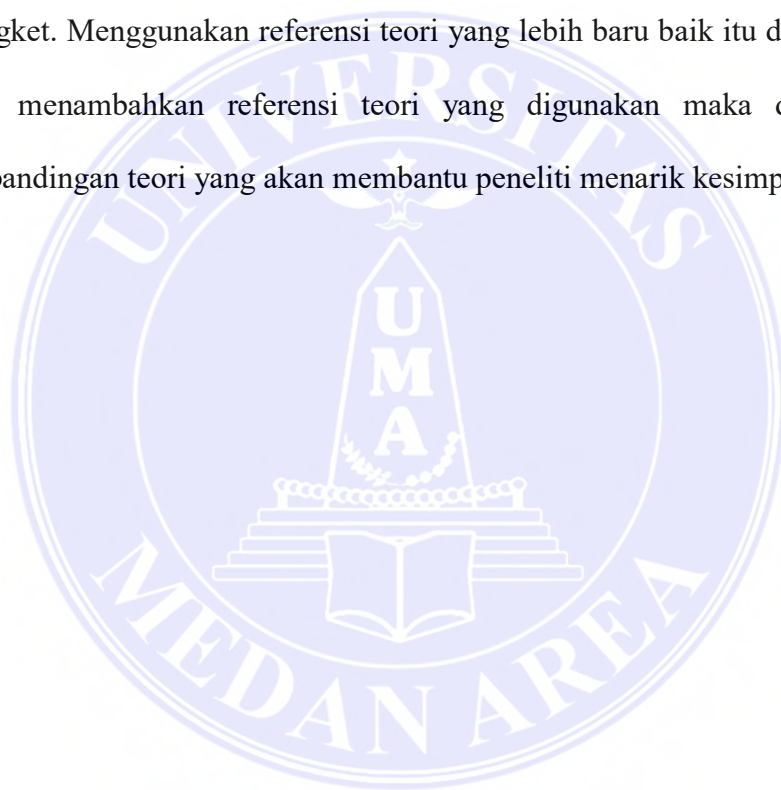 gket. Menggunakan referensi teori yang lebih baru baik itu d
menambahkan referensi teori yang digunakan maka
bandingan teori yang akan membantu peneliti menarik kesimp
UNIVERSITAS
UMA
MEDAN AREA